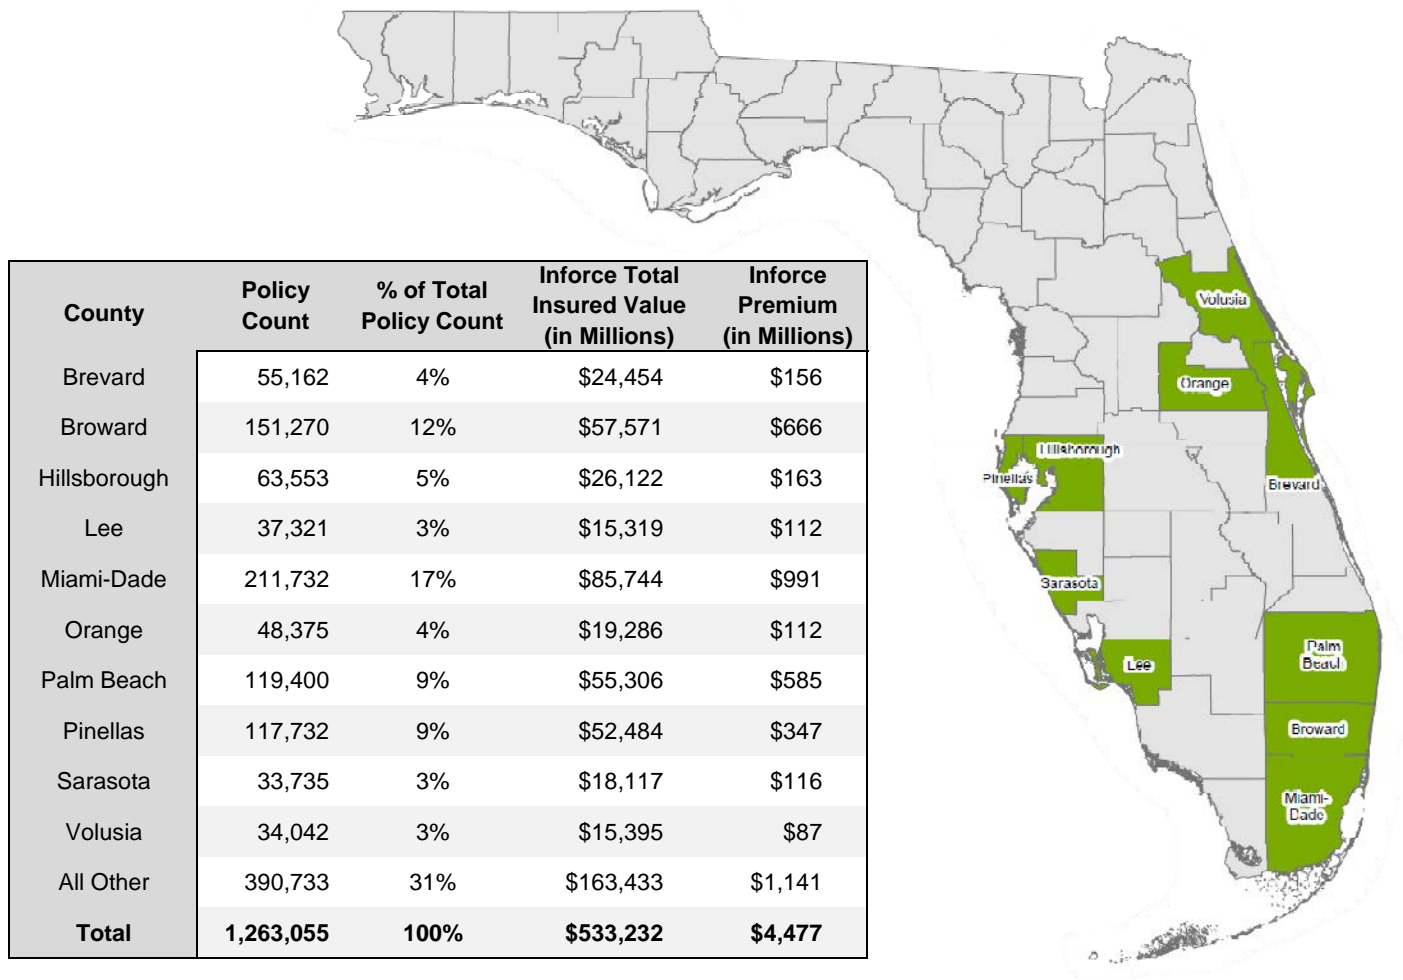 County Policy Count % of Total Policy Count Inforce Total Insured Value (in Millions) Inforce Premium (in Millions)
Brevard 55,162 4% $24,454 $156
Broward 151,270 12% $57,571 $666
Hillsborough 63,553 5% $26,122 $163
Lee 37,321 3% $15,319 $112
Miami-Dade 211,732 17% $85,744 $991
Orange 48,375 4% $19,286 $112
Palm Beach 119,400 9% $55,306 $585
Pinellas 117,732 9% $52,484 $347
Sarasota 33,735 3% $18,117 $116
Volusia 34,042 3% $15,395 $87
All Other 390,733 31% $163,433 $1,141
Total 1,263,055 100% $533,232 $4,477
Volusia
Orange
Hillsborough
Pinellas
Brevard
Sarasota
Lee
Palm
Beach
Broward
Miami-
Dade